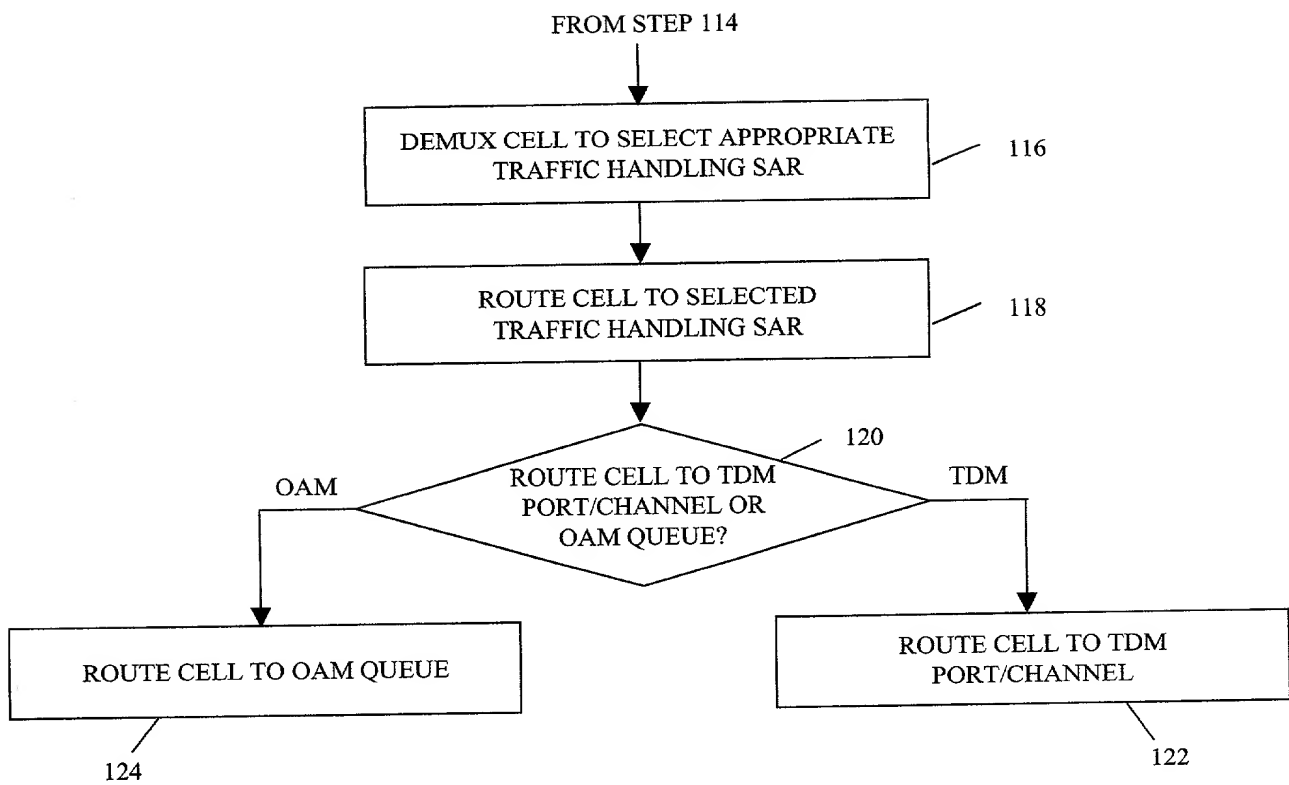 FROM STEP 114
DEMUX CELL TO SELECT APPROPRIATE
TRAFFIC HANDLING SAR
116
ROUTE CELL TO SELECTED
TRAFFIC HANDLING SAR
118
120
ROUTE CELL TO TDM
PORT/CHANNEL OR
OAM QUEUE?
OAM
TDM
ROUTE CELL TO OAM QUEUE
124
ROUTE CELL TO TDM
PORT/CHANNEL
122